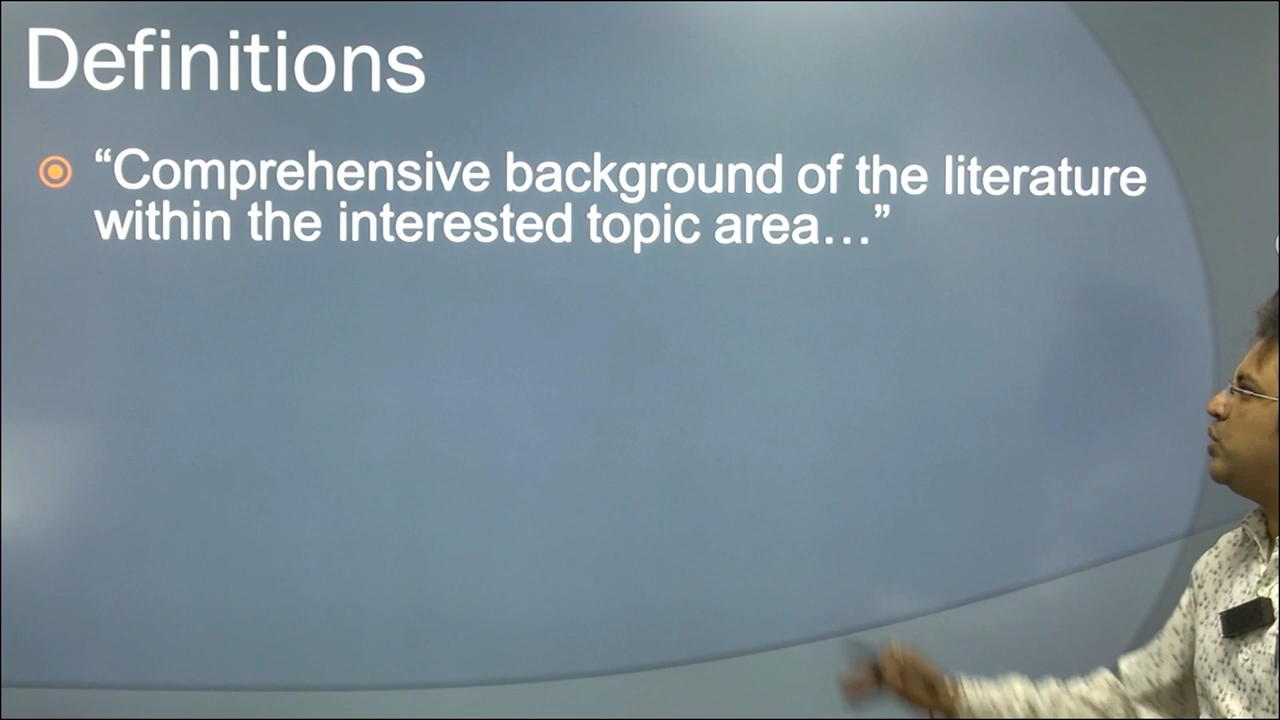 Definitions
“Comprehensive background of the literature
within the interested topic area…”